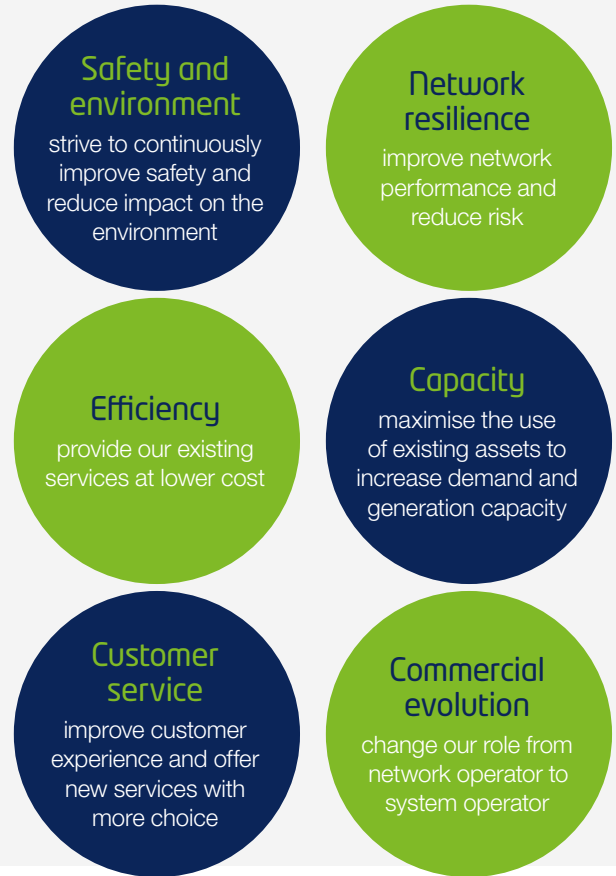 Safety and
environment
strive to continuously
improve safety and
reduce impact on the
environment
Network
resilience
improve network
performance and
reduce risk
Efficiency
provide our existing
services at lower cost
Capacity
maximise the use
of existing assets to
increase demand and
generation capacity
Customer
service
improve customer
experience and offer
new services with
more choice
Commercial
evolution
change our role from
network operator to
system operator